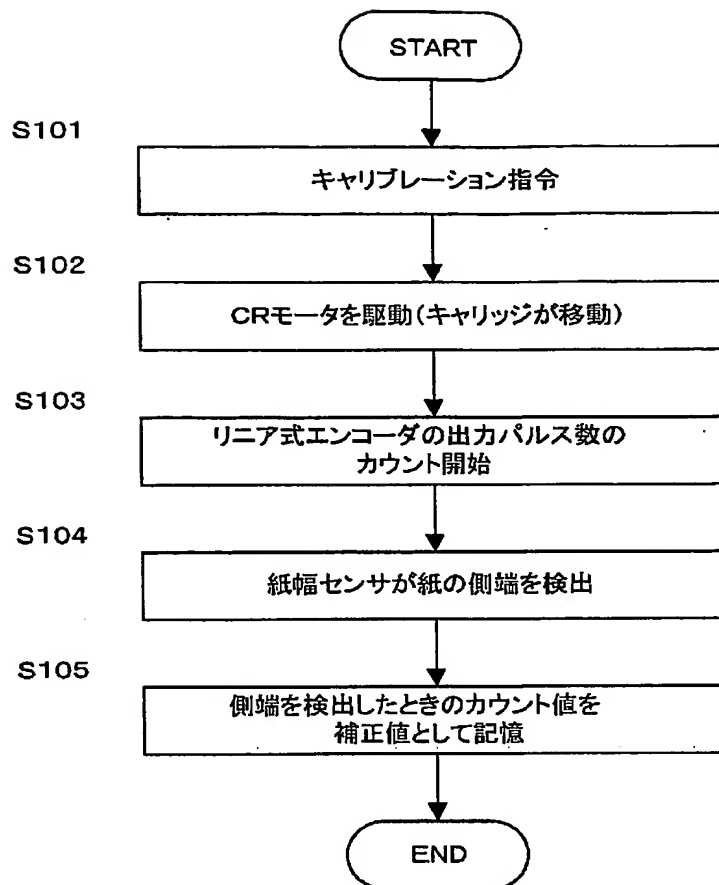 START
S101
キャリブレーション指令
S102
CRモータを駆動(キャリッジが移動)
S103
リニア式エンコーダの出力パルス数の
カウント開始
S104
紙幅センサが紙の側端を検出
S105
側端を検出したときのカウント値を
補正値として記憶
END